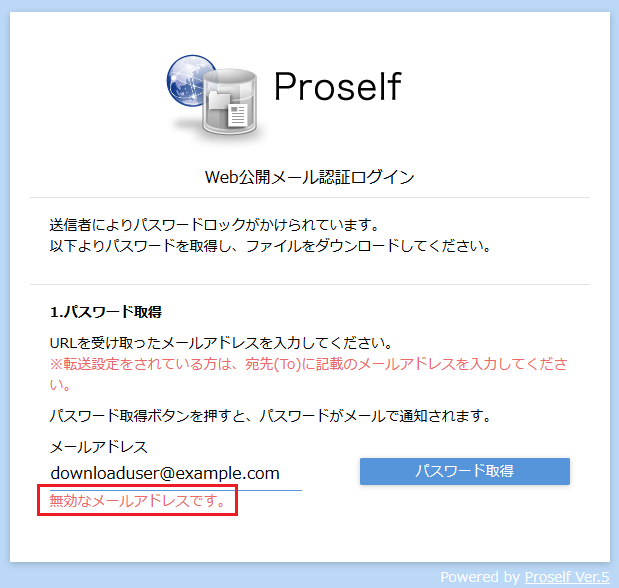 Proself
Web公開メール認証ログイン
送信者によりパスワードロックがかけられています。
以下よりパスワードを取得し、ファイルをダウンロードしてください。
1.パスワード取得
URLを受け取ったメールアドレスを入力してください。
※転送設定をされている方は、宛先(To)に記載のメールアドレスを入力してくださ
い。
パスワード取得ボタンを押すと、パスワードがメールで通知されます。
メールアドレス
downloaduser@example.com
パスワード取得
無効なメールアドレスです。
Powered by Proself Ver.5